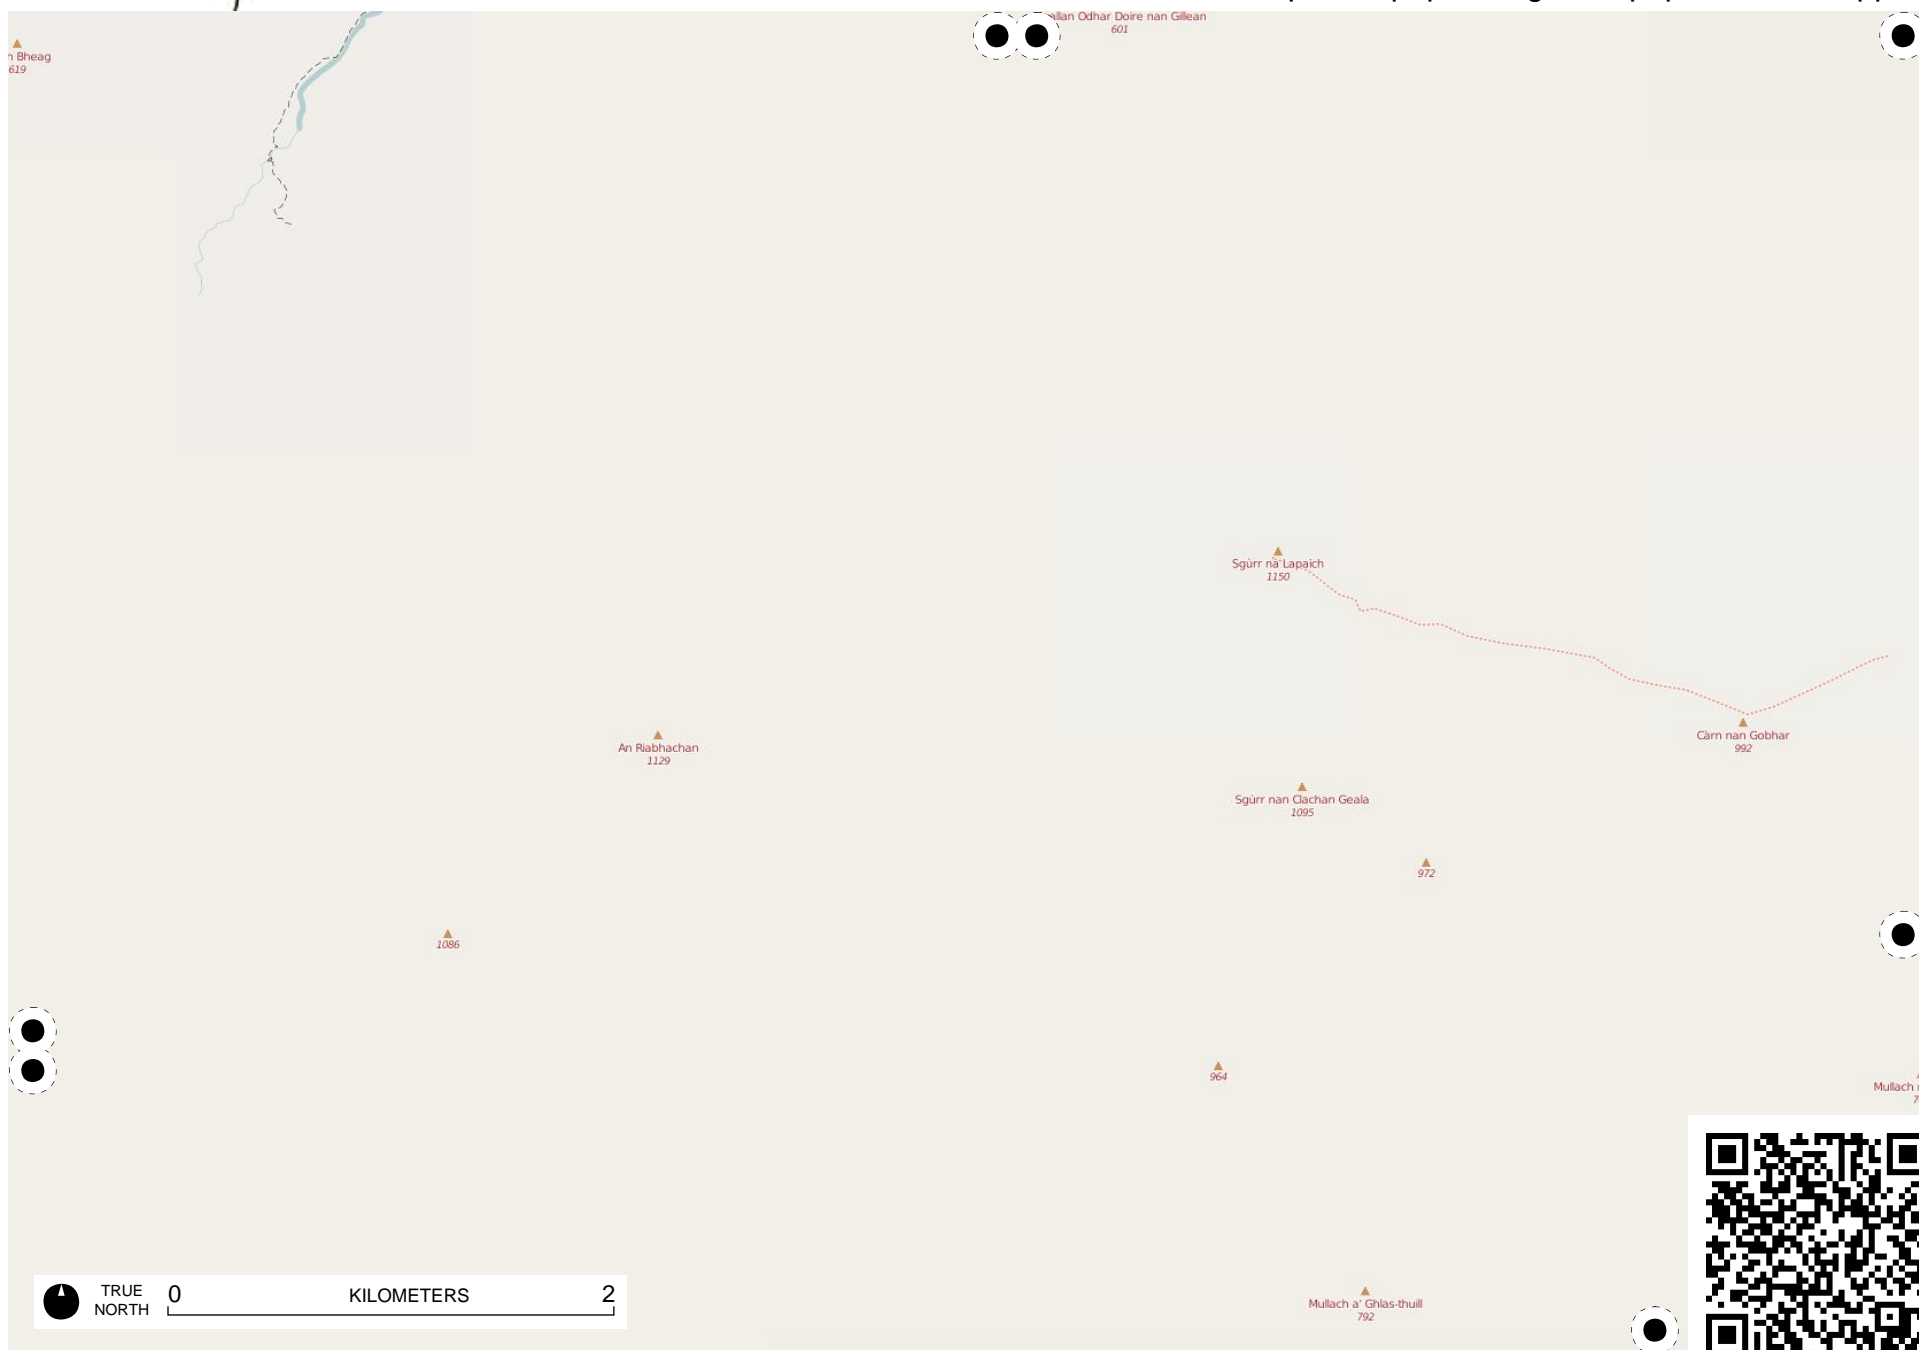 Odhar Doire nan Gillean
601
Bheag
619
Sgùrr na Lapaich
1150
An Riabhachan
1129
Càrn nan Gobhar
992
Sgùrr nan Clachan Geala
1095
972
1086
964
Mullach
Mullach a' Ghlas-thuill
792
TRUE
NORTH
0 KILOMETERS 2